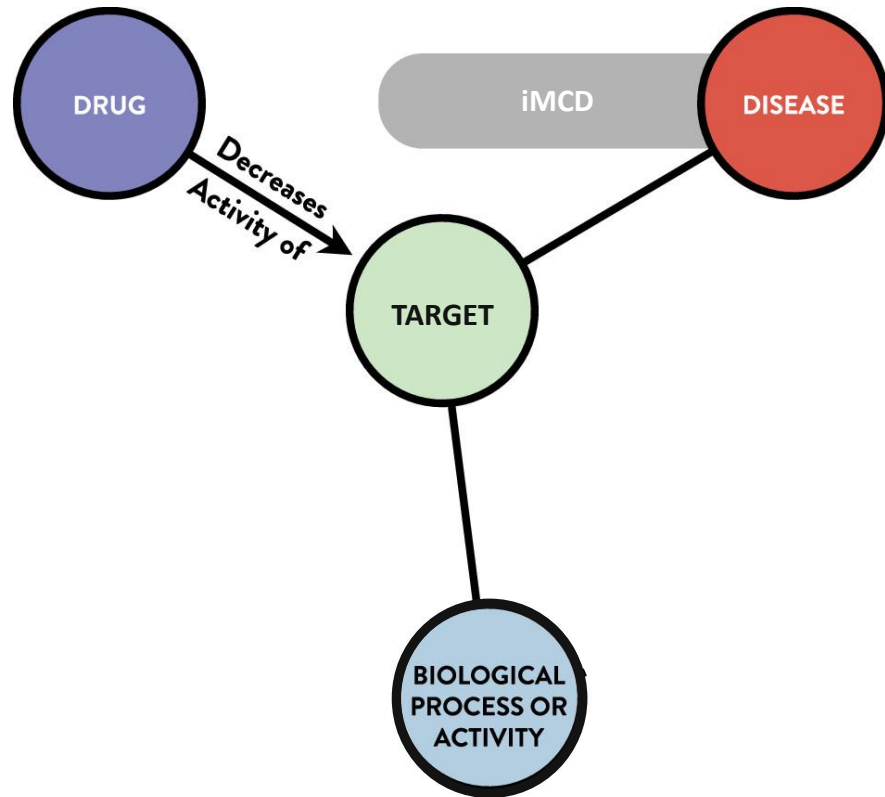 DRUG
iMCD
DISEASE
Decreases
Activity of
TARGET
BIOLOGICAL
PROCESS OR
ACTIVITY